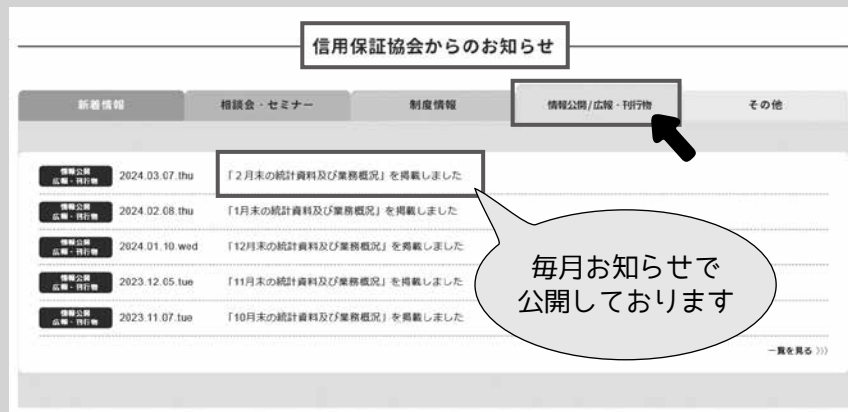 信用保証協会からのお知らせ
新着情報
相談会・セミナー
制度情報
情報公開/広報・刊行物
その他
情報公開
広報・刊行物
2024.03.07.thu
「2月末の統計資料及び業務概況」を掲載しました
情報公開
広報・刊行物
2024.02.08.thu
「1月末の統計資料及び業務概況」を掲載しました
情報公開
広報・刊行物
2024.01.10.wed
「12月末の統計資料及び業務概況」を掲載しました
情報公開
広報・刊行物
2023.12.05.tue
「11月末の統計資料及び業務概況」を掲載しました
情報公開
広報・刊行物
2023.11.07.tue
「10月末の統計資料及び業務概況」を掲載しました
毎月お知らせで
公開しております
一覧を見る 》》